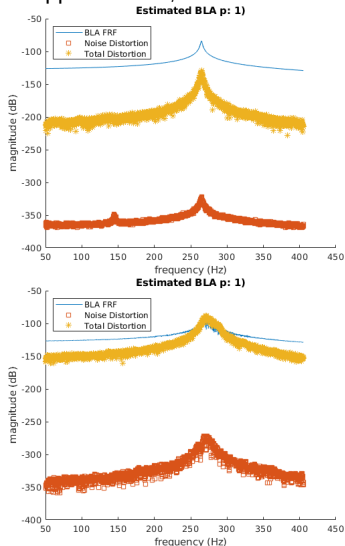 Estimated BLA p: 1)
BLA FRF
Noise Distortion
Total Distortion
magnitude (dB)
-50
-100
-150
-200
-250
-300
-350
-400
50 100 150 200 250 300 350 400 450
frequency (Hz)
Estimated BLA p: 1)
BLA FRF
Noise Distortion
Total Distortion
magnitude (dB)
-50
-100
-150
-200
-250
-300
-350
-400
50 100 150 200 250 300 350 400 450
frequency (Hz)